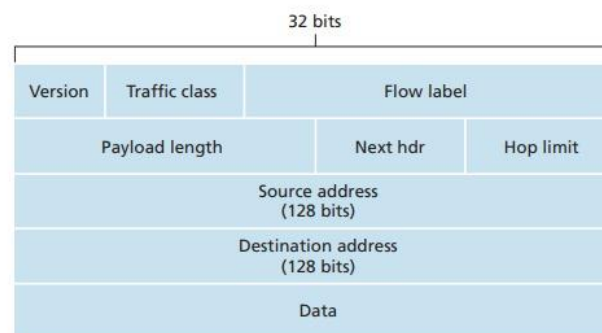 32 bits
Version Traffic class Flow label
Payload length Next hdr Hop limit
Source address
(128 bits)
Destination address
(128 bits)
Data